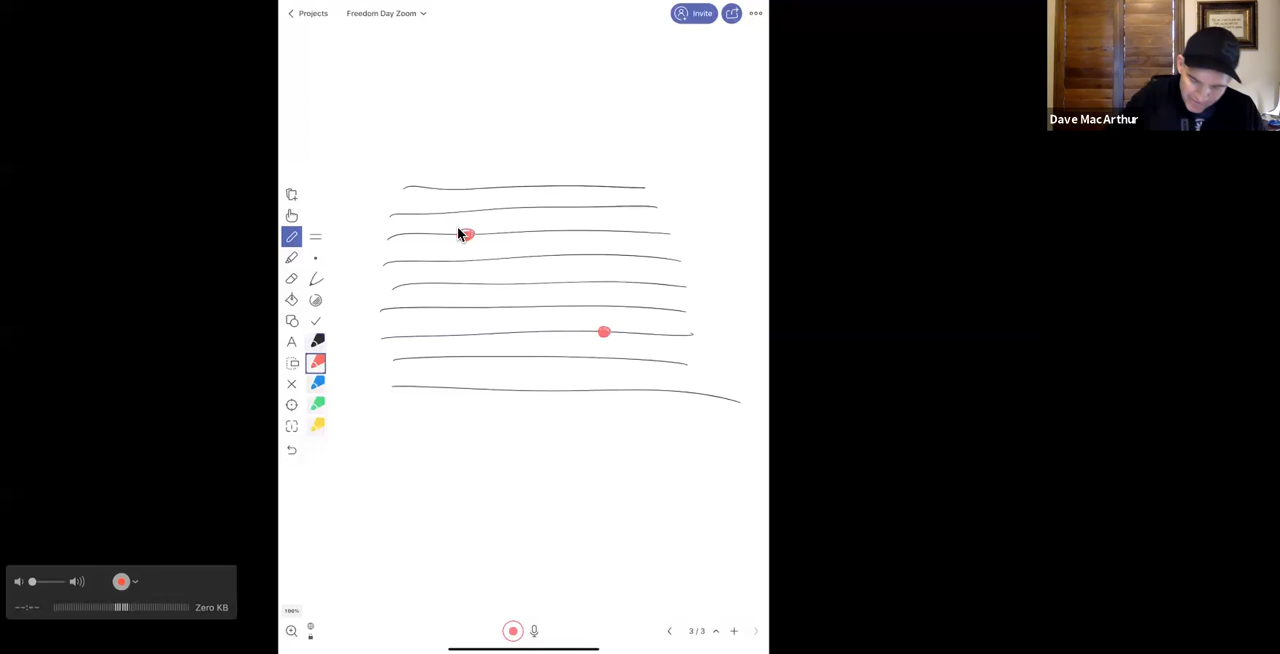 Projects
Freedom Day Zoom
Invite
Dave MacArthur
A
--:--
Zero KB
100%
3 / 3